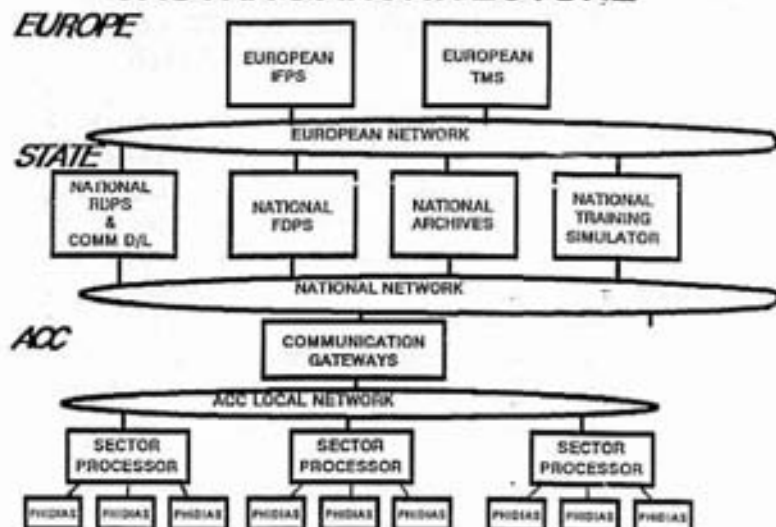 EUROPE
EUROPEAN
IFPS
EUROPEAN
TMS
EUROPEAN NETWORK
STATE
NATIONAL
RDPS
&
COMM D/L
NATIONAL
FDPS
NATIONAL
ARCHIVES
NATIONAL
TRAINING
SIMULATOR
NATIONAL NETWORK
ACC
COMMUNICATION
GATEWAYS
ACC LOCAL NETWORK
SECTOR
PROCESSOR
SECTOR
PROCESSOR
SECTOR
PROCESSOR
PHIDIAS
PHIDIAS
PHIDIAS
PHIDIAS
PHIDIAS
PHIDIAS
PHIDIAS
PHIDIAS
PHIDIAS